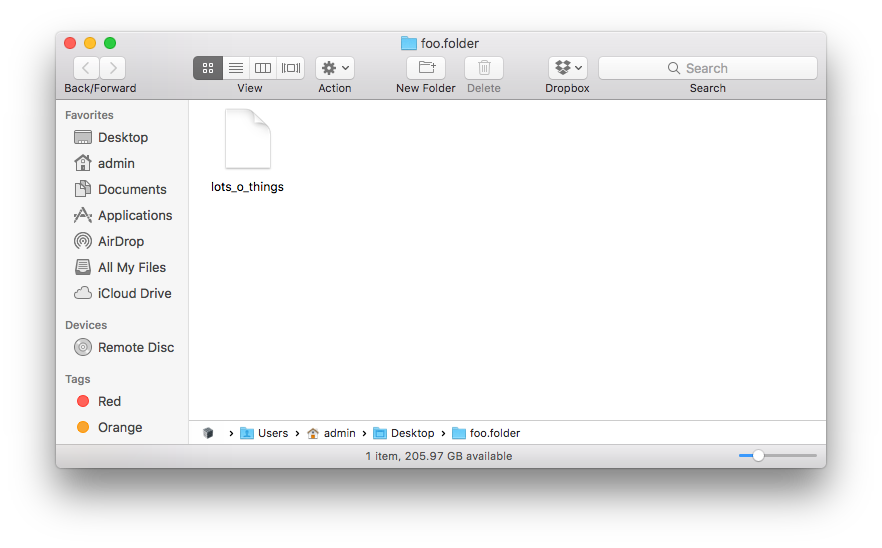 foo.folder
Search
Back/Forward View Action New Folder Delete Dropbox Search
Favorites
Desktop
admin
Documents
Applications
AirDrop
All My Files
iCloud Drive
Devices
Remote Disc
Tags
Red
Orange
lots_o_things
Users admin Desktop foo.folder
1 item, 205.97 GB available